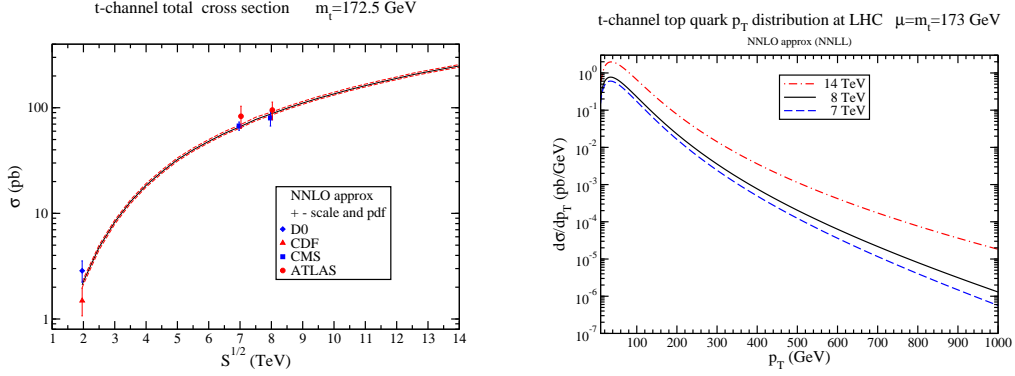 t-channel total cross section m_t=172.5 GeV
σ (pb)
100
10
1
NNLO approx
+ - scale and pdf
D0
CDF
CMS
ATLAS
1 2 3 4 5 6 7 8 9 10 11 12 13 14
S^1/2 (TeV)
t-channel top quark p_T distribution at LHC μ=m_t=173 GeV
NNLO approx (NNLL)
dσ/dp_T (pb/GeV)
10^0
10^-1
10^-2
10^-3
10^-4
10^-5
10^-6
10^-7
14 TeV
8 TeV
7 TeV
100 200 300 400 500 600 700 800 900 1000
p_T (GeV)